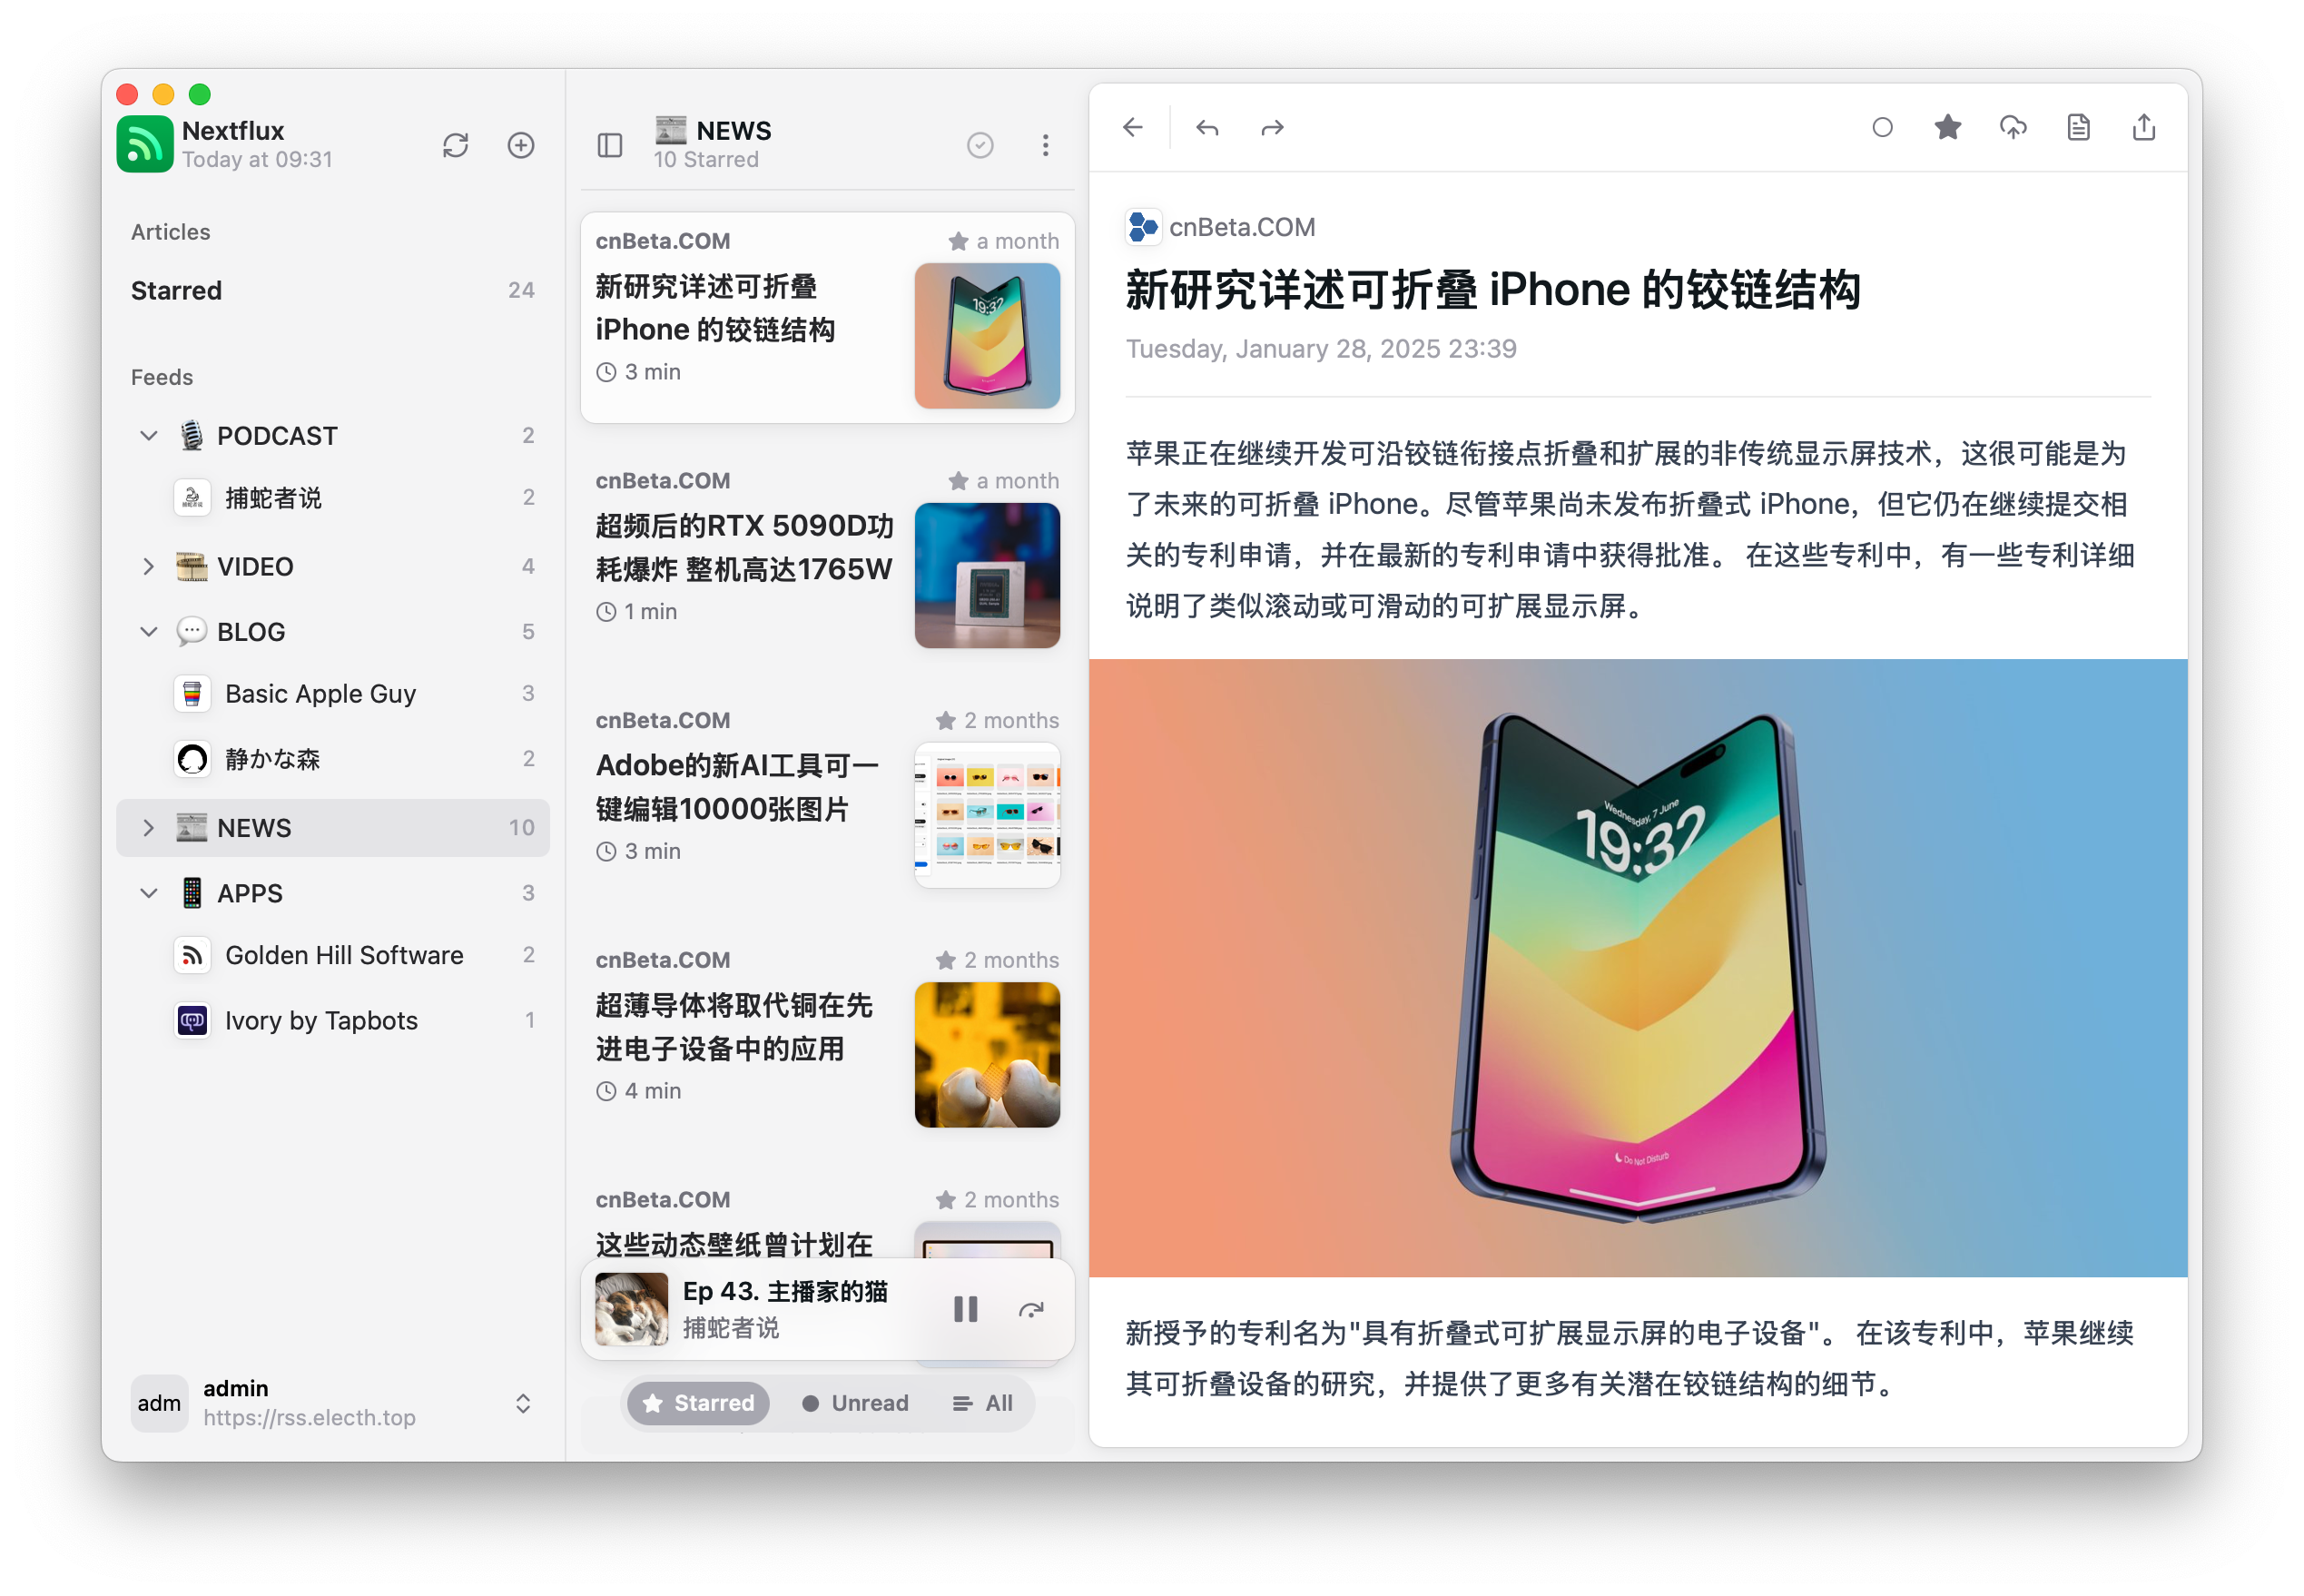 Nextflux
Today at 09:31
Articles
Starred 24
Feeds
PODCAST 2
捕蛇者说 2
VIDEO 4
BLOG 5
Basic Apple Guy 3
静かな森 2
NEWS 10
APPS 3
Golden Hill Software 2
Ivory by Tapbots 1
adm
admin
https://rss.electh.top
NEWS
10 Starred
cnBeta.COM a month
新研究详述可折叠
iPhone 的铰链结构
3 min
cnBeta.COM a month
超频后的RTX 5090D功
耗爆炸 整机高达1765W
1 min
cnBeta.COM 2 months
Adobe的新AI工具可一
键编辑10000张图片
3 min
cnBeta.COM 2 months
超薄导体将取代铜在先
进电子设备中的应用
4 min
cnBeta.COM 2 months
这些动态壁纸曾计划在
Ep 43. 主播家的猫
捕蛇者说
Starred Unread All
cnBeta.COM
新研究详述可折叠 iPhone 的铰链结构
Tuesday, January 28, 2025 23:39
苹果正在继续开发可沿铰链衔接点折叠和扩展的非传统显示屏技术，这很可能是为
了未来的可折叠 iPhone。尽管苹果尚未发布折叠式 iPhone，但它仍在继续提交相
关的专利申请，并在最新的专利申请中获得批准。 在这些专利中，有一些专利详细
说明了类似滚动或可滑动的可扩展显示屏。
Wednesday, 7 June
19:32
Do Not Disturb
新授予的专利名为"具有折叠式可扩展显示屏的电子设备"。 在该专利中，苹果继续
其可折叠设备的研究，并提供了更多有关潜在铰链结构的细节。